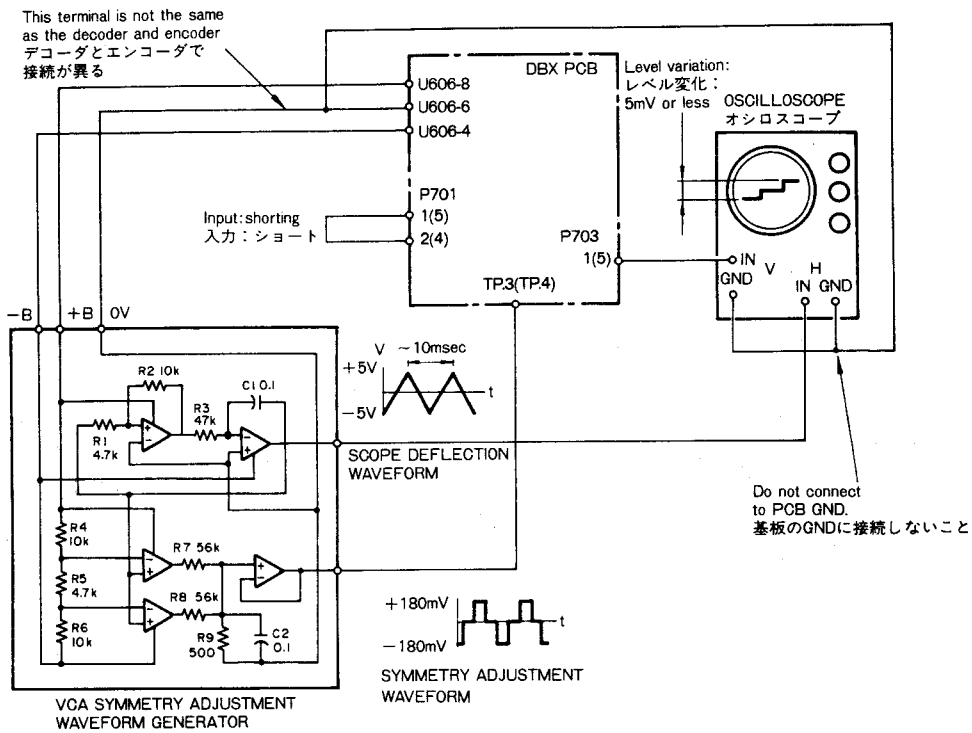 This terminal is not the same
as the decoder and encoder
デコーダとエンコーダで
接続が異る
DBX PCB
U606-8
U606-6
U606-4
P701
1(5)
2(4)
Input: shorting
入力：ショート
P703
1(5)
TP.3(TP.4)
Level variation:
レベル変化：
5mV or less
OSCILLOSCOPE
オシロスコープ
IN
GND
V
H
IN
GND
−B
+B
0V
R2 10k
C1 0.1
R3
47k
R1
4.7k
+
−
−
+
V
~10msec
+5V
−5V
t
SCOPE DEFLECTION
WAVEFORM
Do not connect
to PCB GND.
基板のGNDに接続しないこと
R4
10k
R5
4.7k
R6
10k
R7 56k
R8 56k
−
+
−
+
+
−
R9
500
C2
0.1
+180mV
−180mV
t
SYMMETRY ADJUSTMENT
WAVEFORM
VCA SYMMETRY ADJUSTMENT
WAVEFORM GENERATOR